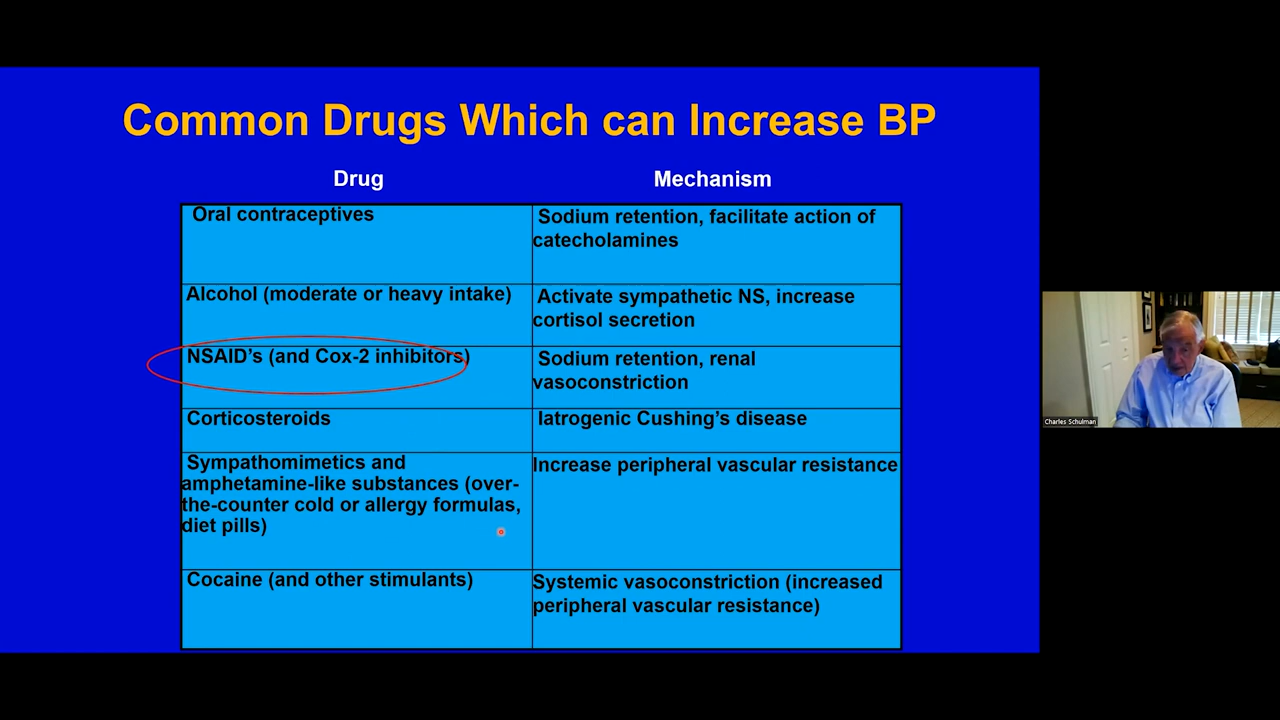 Common Drugs Which can Increase BP
Drug
Mechanism
Oral contraceptives
Sodium retention, facilitate action of
catecholamines
Alcohol (moderate or heavy intake)
Activate sympathetic NS, increase
cortisol secretion
NSAID's (and Cox-2 inhibitors)
Sodium retention, renal
vasoconstriction
Corticosteroids
Iatrogenic Cushing's disease
Sympathomimetics and
amphetamine-like substances (over-
the-counter cold or allergy formulas,
diet pills)
Increase peripheral vascular resistance
Cocaine (and other stimulants)
Systemic vasoconstriction (increased
peripheral vascular resistance)
Charles Schulman